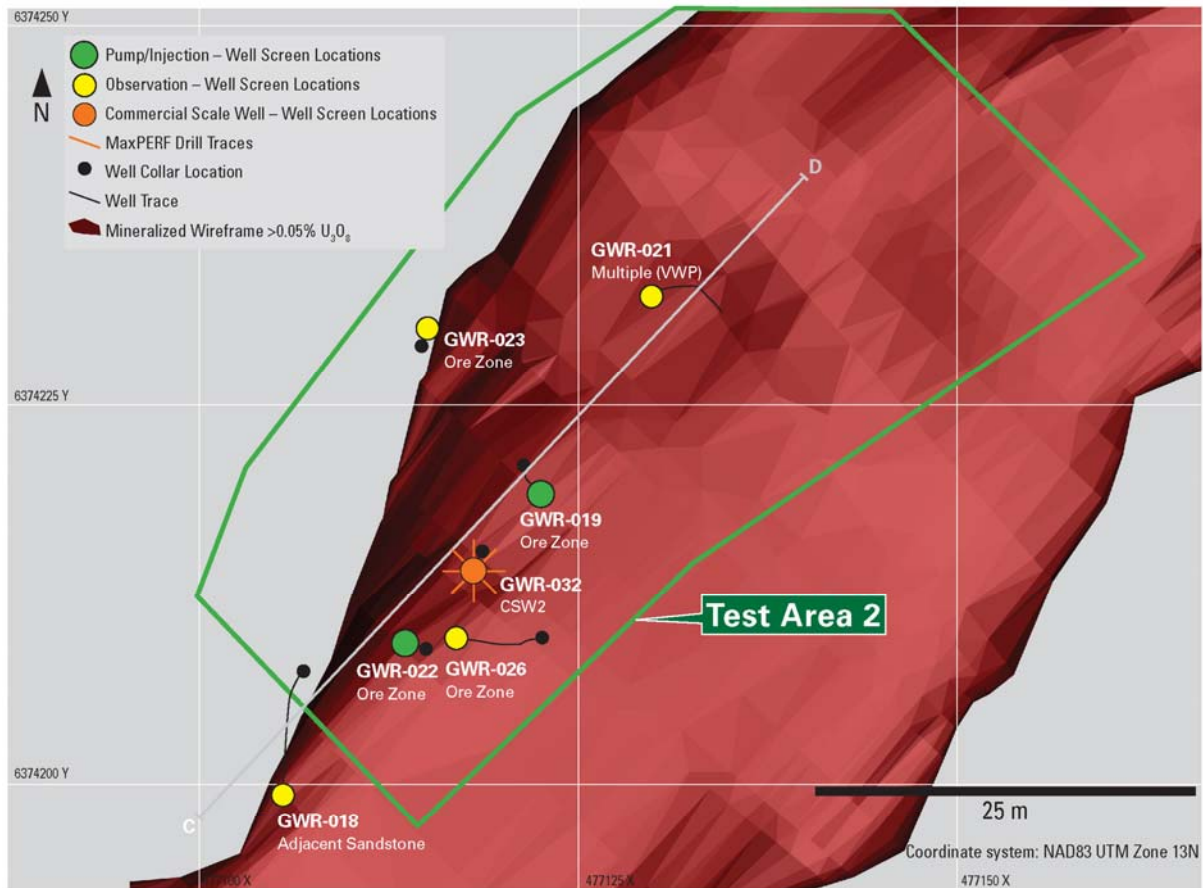 6374250 Y
Pump/Injection – Well Screen Locations
Observation – Well Screen Locations
Commercial Scale Well – Well Screen Locations
MaxPERF Drill Traces
Well Collar Location
Well Trace
Mineralized Wireframe >0.05% U₃O₈
N
D
GWR-021
Multiple (VWP)
GWR-023
Ore Zone
6374225 Y
GWR-019
Ore Zone
GWR-032
CSW2
Test Area 2
GWR-022
Ore Zone
GWR-026
Ore Zone
6374200 Y
C
GWR-018
Adjacent Sandstone
25 m
Coordinate system: NAD83 UTM Zone 13N
477100 X
477125 X
477150 X